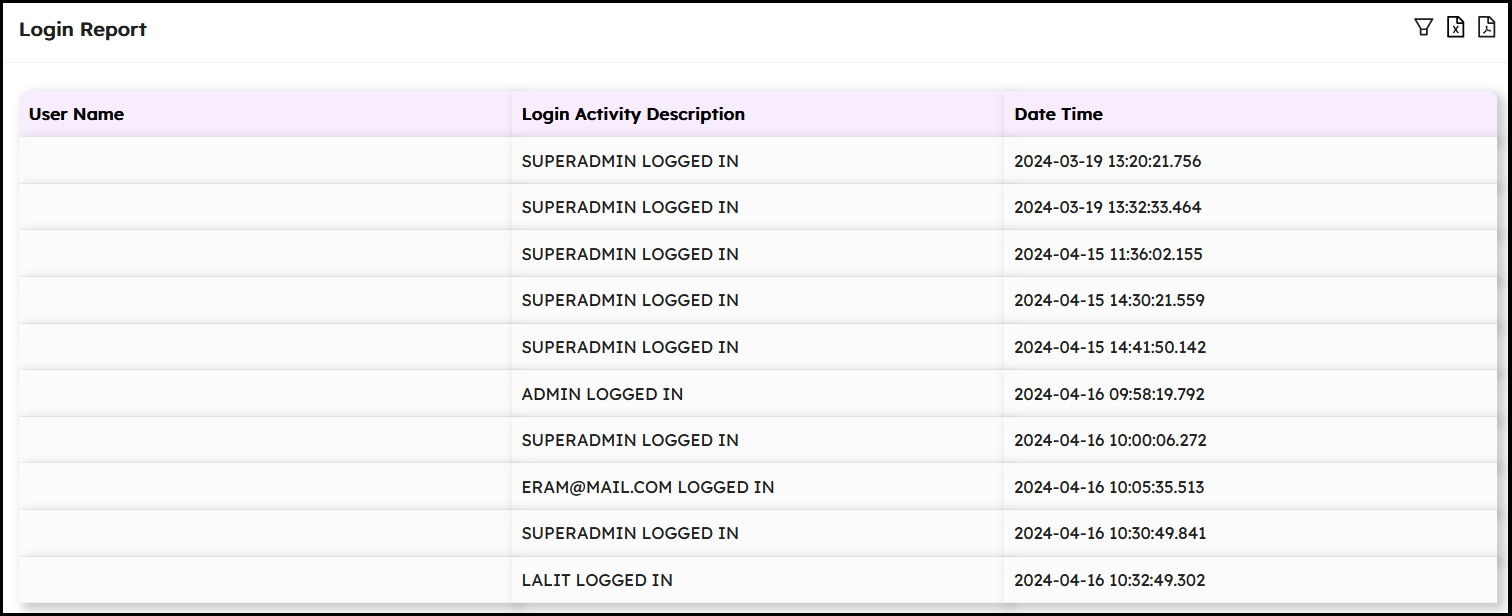 Login Report
User Name Login Activity Description Date Time
SUPERADMIN LOGGED IN 2024-03-19 13:20:21.756
SUPERADMIN LOGGED IN 2024-03-19 13:32:33.464
SUPERADMIN LOGGED IN 2024-04-15 11:36:02.155
SUPERADMIN LOGGED IN 2024-04-15 14:30:21.559
SUPERADMIN LOGGED IN 2024-04-15 14:41:50.142
ADMIN LOGGED IN 2024-04-16 09:58:19.792
SUPERADMIN LOGGED IN 2024-04-16 10:00:06.272
ERAM@MAIL.COM LOGGED IN 2024-04-16 10:05:35.513
SUPERADMIN LOGGED IN 2024-04-16 10:30:49.841
LALIT LOGGED IN 2024-04-16 10:32:49.302